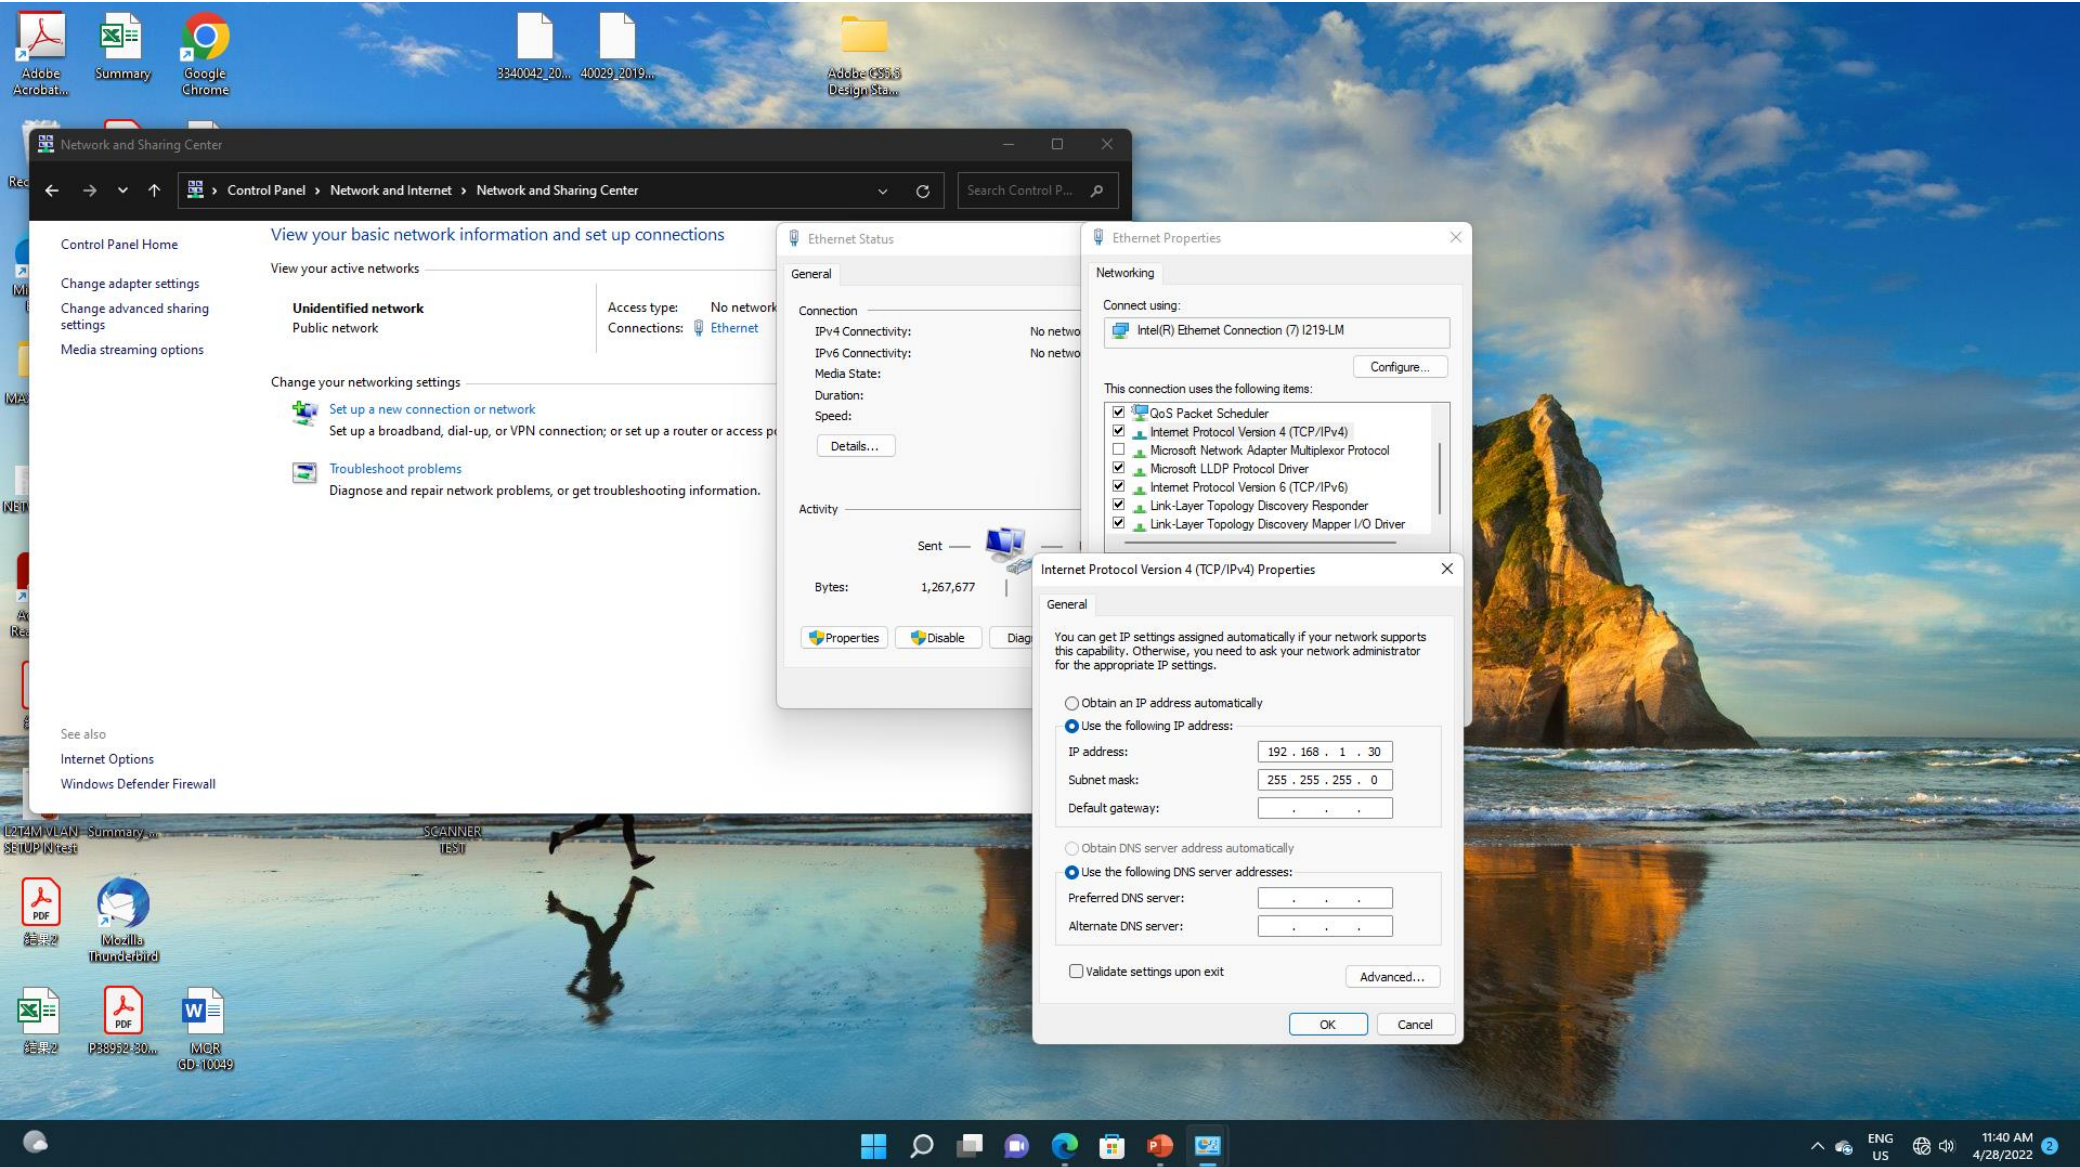 Adobe
Acrobat...
Summary
Google
Chrome
3340042_20...
40029_2019...
Adobe CS5.5
Design Sta...
Network and Sharing Center
Control Panel > Network and Internet > Network and Sharing Center
Search Control P...
Control Panel Home
Change adapter settings
Change advanced sharing
settings
Media streaming options
See also
Internet Options
Windows Defender Firewall
View your basic network information and set up connections
View your active networks
Unidentified network
Public network
Access type: No network
Connections: Ethernet
Change your networking settings
Set up a new connection or network
Set up a broadband, dial-up, or VPN connection; or set up a router or access
Troubleshoot problems
Diagnose and repair network problems, or get troubleshooting information.
Ethernet Status
General
Connection
IPv4 Connectivity: No netwo
IPv6 Connectivity: No netwo
Media State:
Duration:
Speed:
Details...
Activity
Sent
Bytes: 1,267,677
Properties
Disable
Diag
Ethernet Properties
Networking
Connect using:
Intel(R) Ethernet Connection (7) I219-LM
Configure...
This connection uses the following items:
QoS Packet Scheduler
Internet Protocol Version 4 (TCP/IPv4)
Microsoft Network Adapter Multiplexor Protocol
Microsoft LLDP Protocol Driver
Internet Protocol Version 6 (TCP/IPv6)
Link-Layer Topology Discovery Responder
Link-Layer Topology Discovery Mapper I/O Driver
Internet Protocol Version 4 (TCP/IPv4) Properties
General
You can get IP settings assigned automatically if your network supports
this capability. Otherwise, you need to ask your network administrator
for the appropriate IP settings.
Obtain an IP address automatically
Use the following IP address:
IP address: 192 . 168 . 1 . 30
Subnet mask: 255 . 255 . 255 . 0
Default gateway: . . .
Obtain DNS server address automatically
Use the following DNS server addresses:
Preferred DNS server: . . .
Alternate DNS server: . . .
Validate settings upon exit
Advanced...
OK
Cancel
L2T4M VLAN
SETUP N test
Summary_...
SCANNER
TEST
PDF
結果2
Mozilla
Thunderbird
結果2
PDF
P38952-30...
MQR
GD-10049
ENG
US
11:40 AM
4/28/2022
2